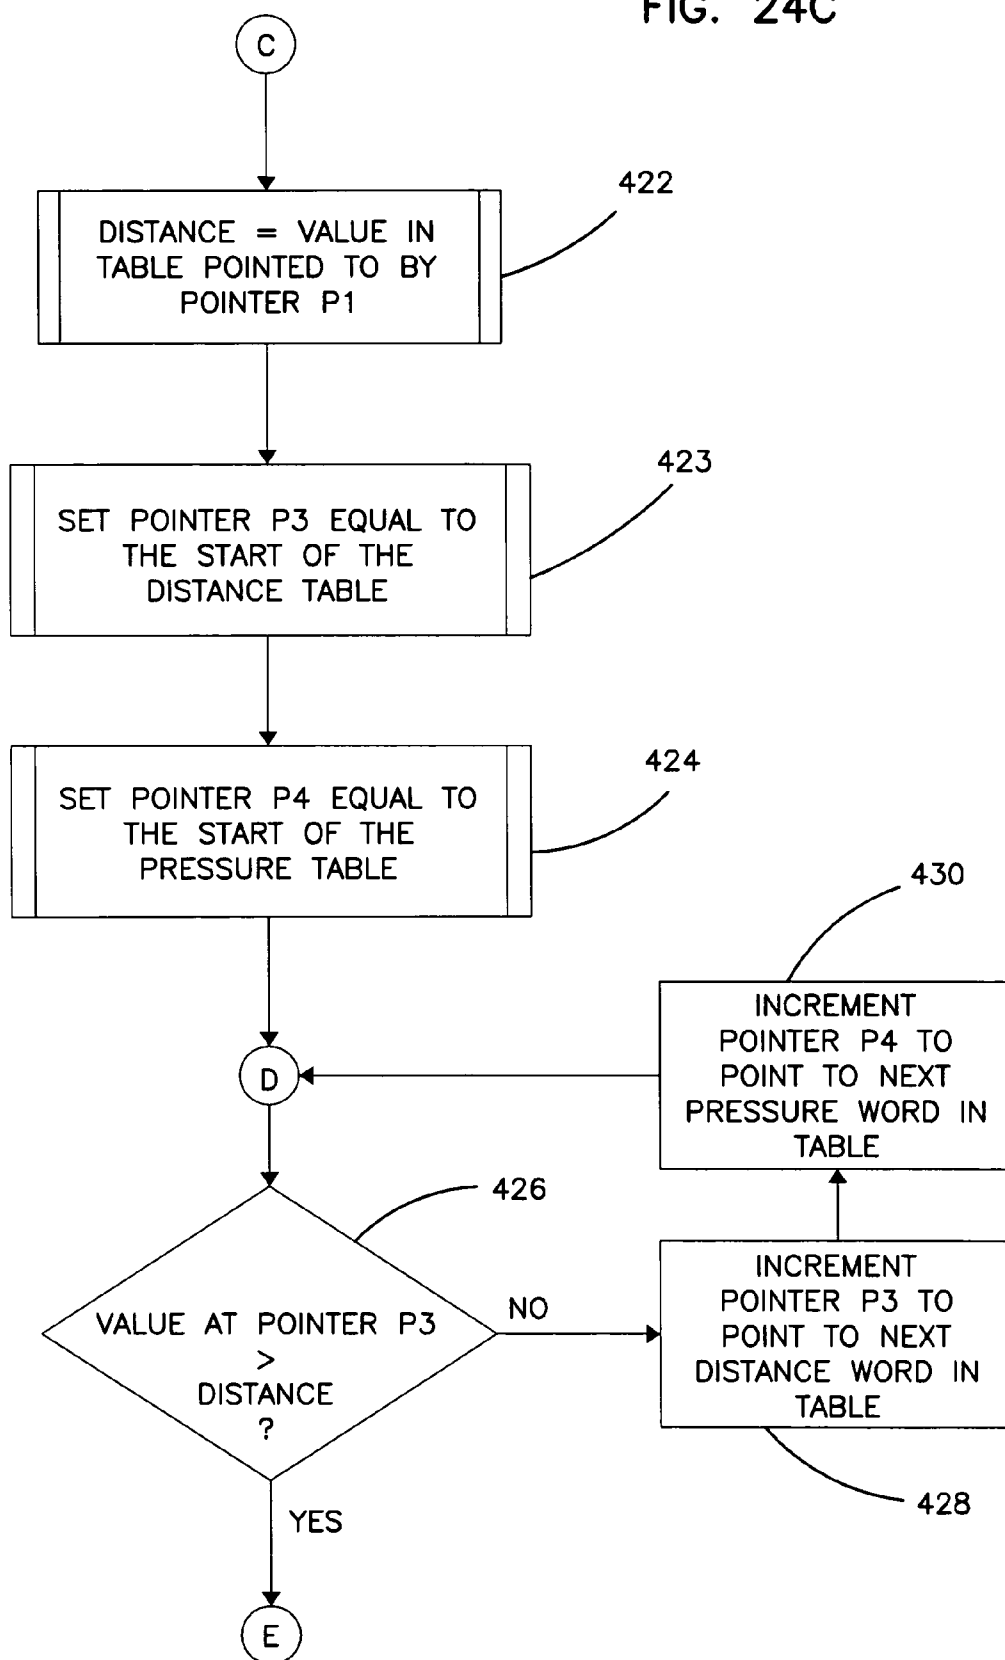 FIG. 24C
C
422
DISTANCE = VALUE IN
TABLE POINTED TO BY
POINTER P1
423
SET POINTER P3 EQUAL TO
THE START OF THE
DISTANCE TABLE
424
SET POINTER P4 EQUAL TO
THE START OF THE
PRESSURE TABLE
430
INCREMENT
POINTER P4 TO
POINT TO NEXT
PRESSURE WORD IN
TABLE
D
426
VALUE AT POINTER P3
>
DISTANCE
?
NO
INCREMENT
POINTER P3 TO
POINT TO NEXT
DISTANCE WORD IN
TABLE
428
YES
E